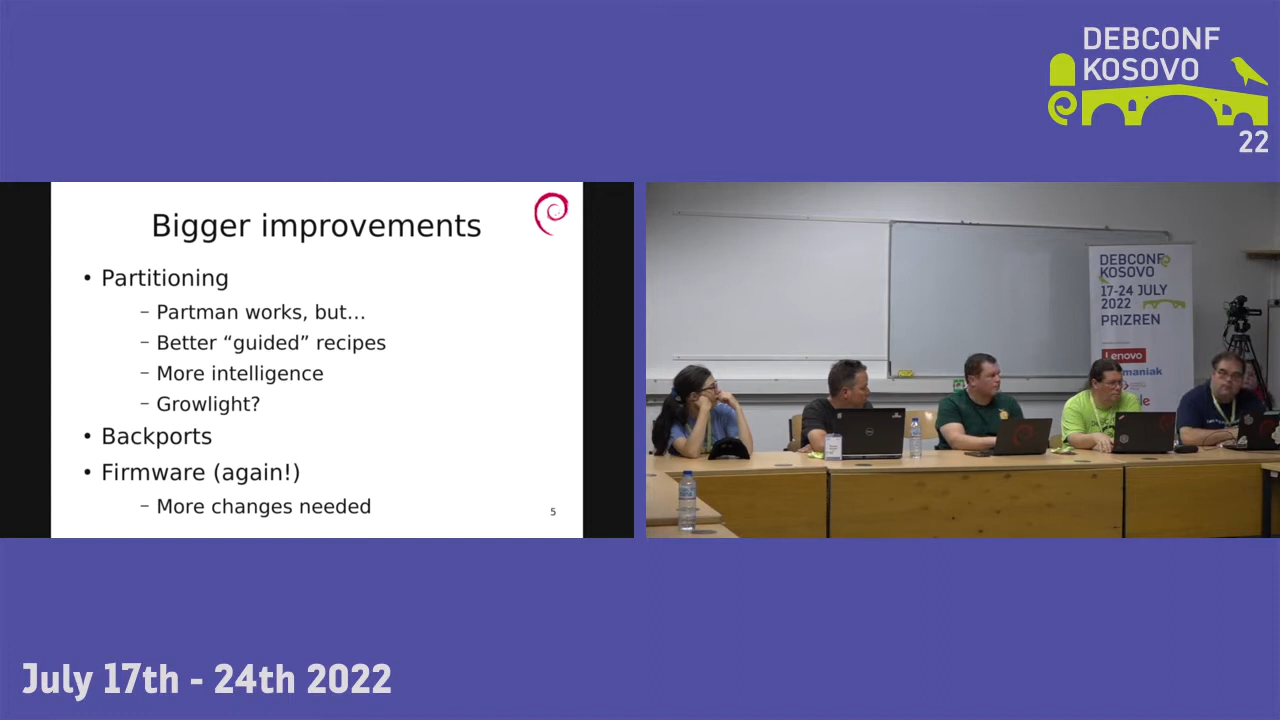 DEBCONF
KOSOVO
22
Bigger improvements
• Partitioning
– Partman works, but...
– Better “guided” recipes
– More intelligence
– Growlight?
• Backports
• Firmware (again!)
– More changes needed
5
DEBCONF
KOSOVO
17-24 JULY
2022
PRIZREN
Lenovo
July 17th - 24th 2022